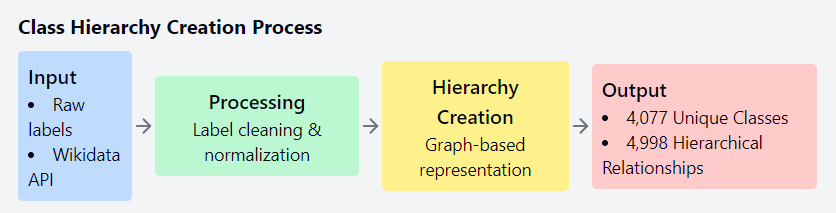 Class Hierarchy Creation Process
Input
• Raw
labels
• Wikidata
API
Processing
Label cleaning &
normalization
Hierarchy
Creation
Graph-based
representation
Output
• 4,077 Unique Classes
• 4,998 Hierarchical
Relationships